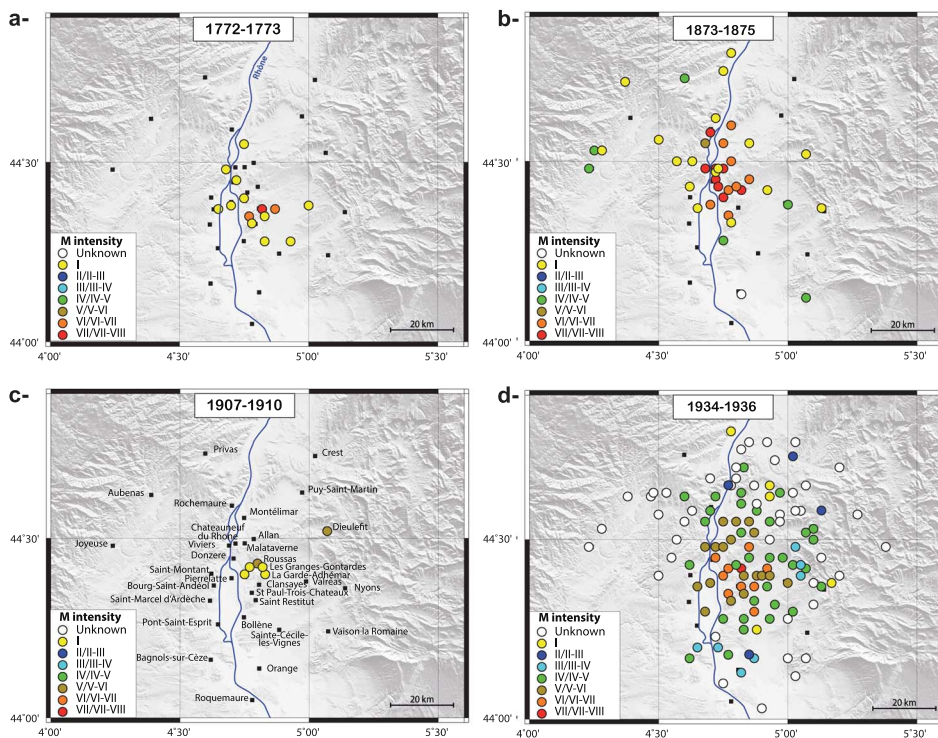 a-
1772-1773
Rhône
44°30'
M intensity
Unknown
I
II/II-III
III/III-IV
IV/IV-V
V/V-VI
VI/VI-VII
VII/VII-VIII
20 km
44°00'
4°00'
4°30'
5°00'
5°30'
b-
1873-1875
44°30'
M intensity
Unknown
I
II/II-III
III/III-IV
IV/IV-V
V/V-VI
VI/VI-VII
VII/VII-VIII
20 km
44°00'
4°00'
4°30'
5°00'
5°30'
c-
1907-1910
Privas
Crest
Aubenas
Puy-Saint-Martin
Rochemaure
Montélimar
Chateauneuf
du Rhone
Dieulefit
Allan
44°30'
Joyeuse
Viviers
Malataverne
Donzere
Roussas
Les Granges-Gontardes
Saint-Montant
La Garde-Adhémar
Pierrelatte
Bourg-Saint-Andéol
Clansayes
Valréas
Nyons
St Paul-Trois-Chateaux
Saint-Marcel d'Ardèche
Saint Restitut
Pont-Saint-Esprit
Bollène
Sainte-Cécile-
les-Vignes
Vaison la Romaine
Bagnols-sur-Cèze
Orange
Roquemaure
M intensity
Unknown
I
II/II-III
III/III-IV
IV/IV-V
V/V-VI
VI/VI-VII
VII/VII-VIII
20 km
44°00'
4°00'
4°30'
5°00'
5°30'
d-
1934-1936
44°30'
M intensity
Unknown
I
II/II-III
III/III-IV
IV/IV-V
V/V-VI
VI/VI-VII
VII/VII-VIII
20 km
44°00'
4°00'
4°30'
5°00'
5°30'